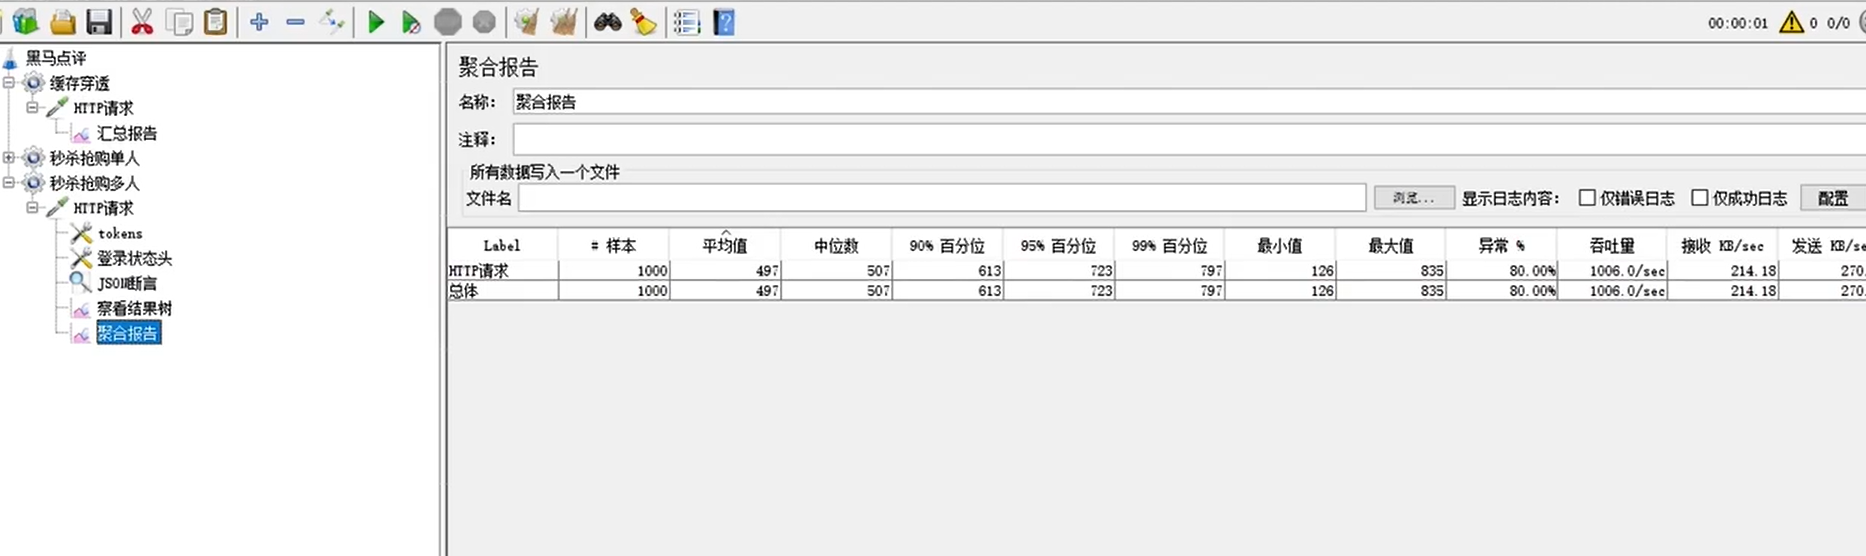 00:00:01 0 0/0
黑马点评
缓存穿透
HTTP请求
汇总报告
秒杀抢购单人
秒杀抢购多人
HTTP请求
tokens
登录状态头
JSON断言
察看结果树
聚合报告
聚合报告
名称: 聚合报告
注释:
所有数据写入一个文件
文件名 浏览... 显示日志内容: 仅错误日志 仅成功日志 配置
Label # 样本 平均值 中位数 90% 百分位 95% 百分位 99% 百分位 最小值 最大值 异常 % 吞吐量 接收 KB/sec 发送 KB/se
HTTP请求 1000 497 507 613 723 797 126 835 80.00% 1006.0/sec 214.18 270.
总体 1000 497 507 613 723 797 126 835 80.00% 1006.0/sec 214.18 270.